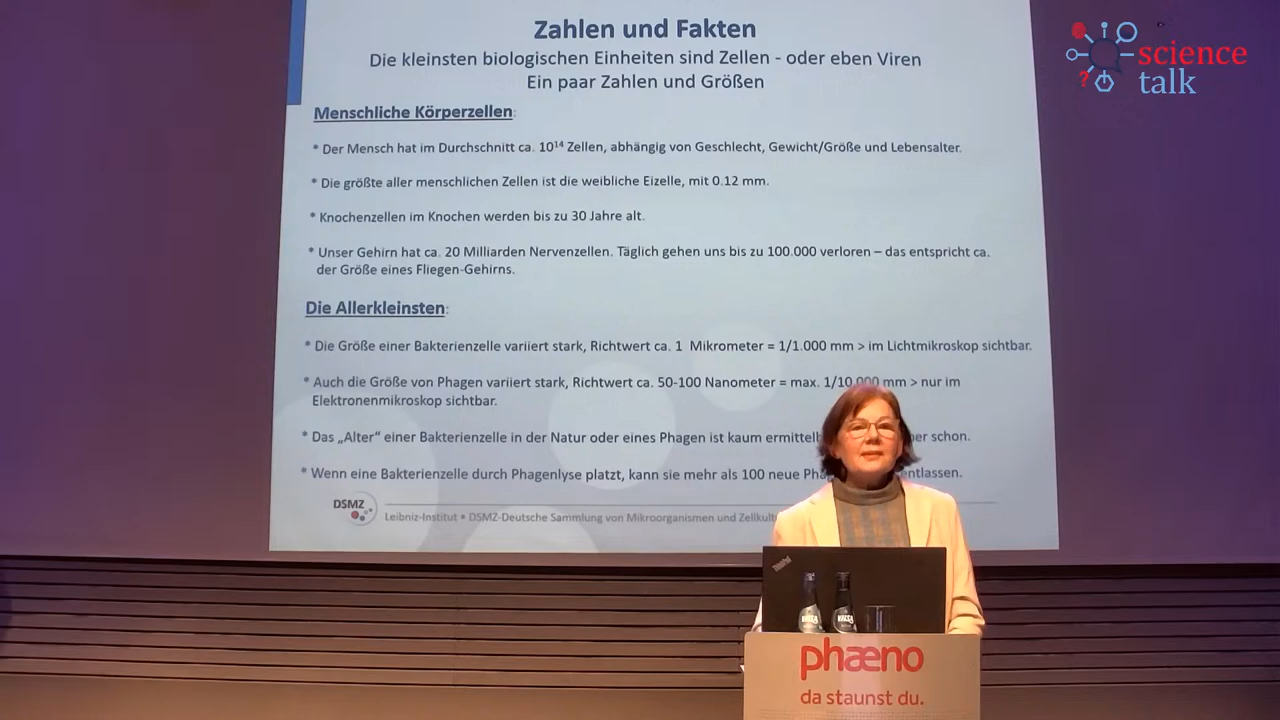 Zahlen und Fakten
Die kleinsten biologischen Einheiten sind Zellen - oder eben Viren
Ein paar Zahlen und Größen
science
talk
Menschliche Körperzellen:
* Der Mensch hat im Durchschnitt ca. 10¹⁴ Zellen, abhängig von Geschlecht, Gewicht/Größe und Lebensalter.
* Die größte aller menschlichen Zellen ist die weibliche Eizelle, mit 0.12 mm.
* Knochenzellen im Knochen werden bis zu 30 Jahre alt.
* Unser Gehirn hat ca. 20 Milliarden Nervenzellen. Täglich gehen uns bis zu 100.000 verloren – das entspricht ca.
der Größe eines Fliegen-Gehirns.
Die Allerkleinsten:
* Die Größe einer Bakterienzelle variiert stark, Richtwert ca. 1 Mikrometer = 1/1.000 mm > im Lichtmikroskop sichtbar.
* Auch die Größe von Phagen variiert stark, Richtwert ca. 50-100 Nanometer = max. 1/10.000 mm > nur im
Elektronenmikroskop sichtbar.
* Das „Alter“ einer Bakterienzelle in der Natur oder eines Phagen ist kaum schon.
* Wenn eine Bakterienzelle durch Phagenlyse platzt, kann sie mehr als 100 neue entlassen.
DSMZ
Leibniz-Institut • DSMZ-Deutsche Sammlung von Mikroorganismen und
ThinkPad
phæno
da staunst du.